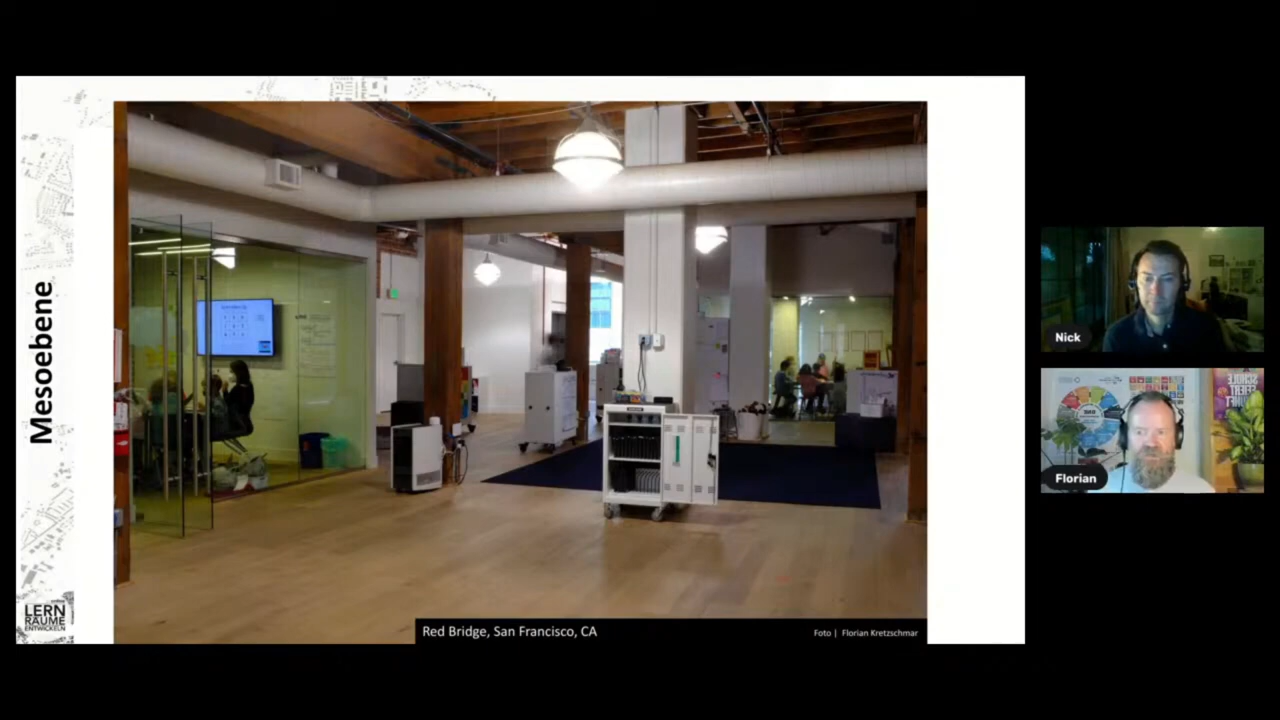 Mesoebene
LERN
RÄUME
ENTWICKELN
Red Bridge, San Francisco, CA
Foto | Florian Kretzschmar
Nick
Florian